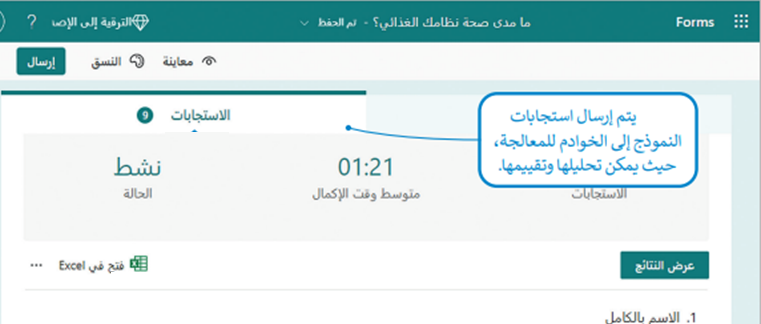 Forms
ما مدى صحة نظامك الغذائي؟ - تم الحفظ
الترقية إلى الإصد
?
معاينة
النسق
إرسال
الاستجابات 9
يتم إرسال استجابات
النموذج إلى الخوادم للمعالجة،
حيث يمكن تحليلها وتقييمها.
الاستجابات
01:21
متوسط وقت الإكمال
نشط
الحالة
عرض النتائج
فتح في Excel
...
1. الاسم بالكامل